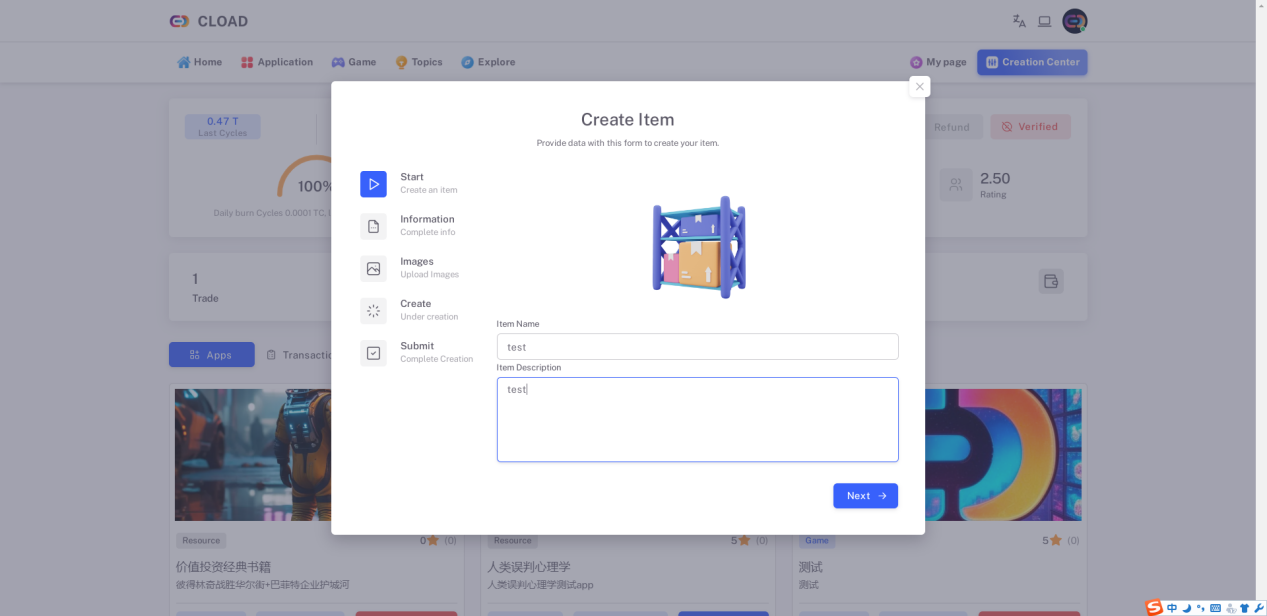 CLOAD
Home
Application
Game
Topics
Explore
My page
Creation Center
0.47 T
Last Cycles
Refund
Verified
100%
Daily burn Cycles 0.0001 TC,
2.50
Rating
1
Trade
Apps
Create Item
Provide data with this form to create your item.
Start
Create an item
Information
Complete info
Images
Upload Images
Create
Under creation
Submit
Complete Creation
Item Name
test
Item Description
test
Next
Resource
0 (0)
价值投资经典书籍
彼得林奇战胜华尔街+巴菲特企业护城河
Resource
5 (0)
人类误判心理学
人类误判心理学测试app
Game
5 (0)
测试
测试
中